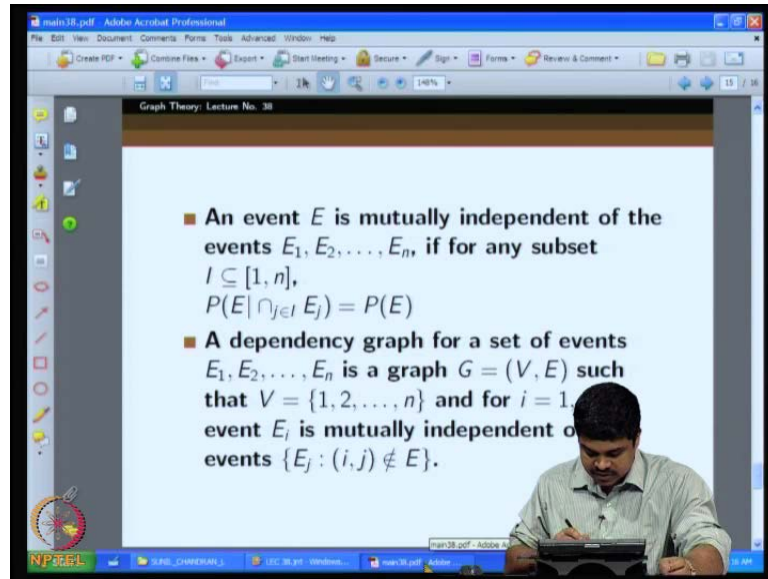 main38.pdf - Adobe Acrobat Professional
File Edit View Document Comments Forms Tools Advanced Window Help
Create PDF Combine Files Export Start Meeting Secure Sign Forms Review & Comment
Find 148% 15 / 16
Graph Theory: Lecture No. 38
■ An event E is mutually independent of the
events E₁, E₂, . . . , Eₙ, if for any subset
I ⊆ [1, n],
P(E| ∩ⱼ∈I Eⱼ) = P(E)
■ A dependency graph for a set of events
E₁, E₂, . . . , Eₙ is a graph G = (V, E) such
that V = {1, 2, . . . , n} and for i = 1,
event Eᵢ is mutually independent o
events {Eⱼ : (i, j) ∉ E}.
main38.pdf - Adobe A
NPTEL SUNIL_CHANDRAN_L LEC 38.jnt - Windows... main38.pdf - Adobe ... AM